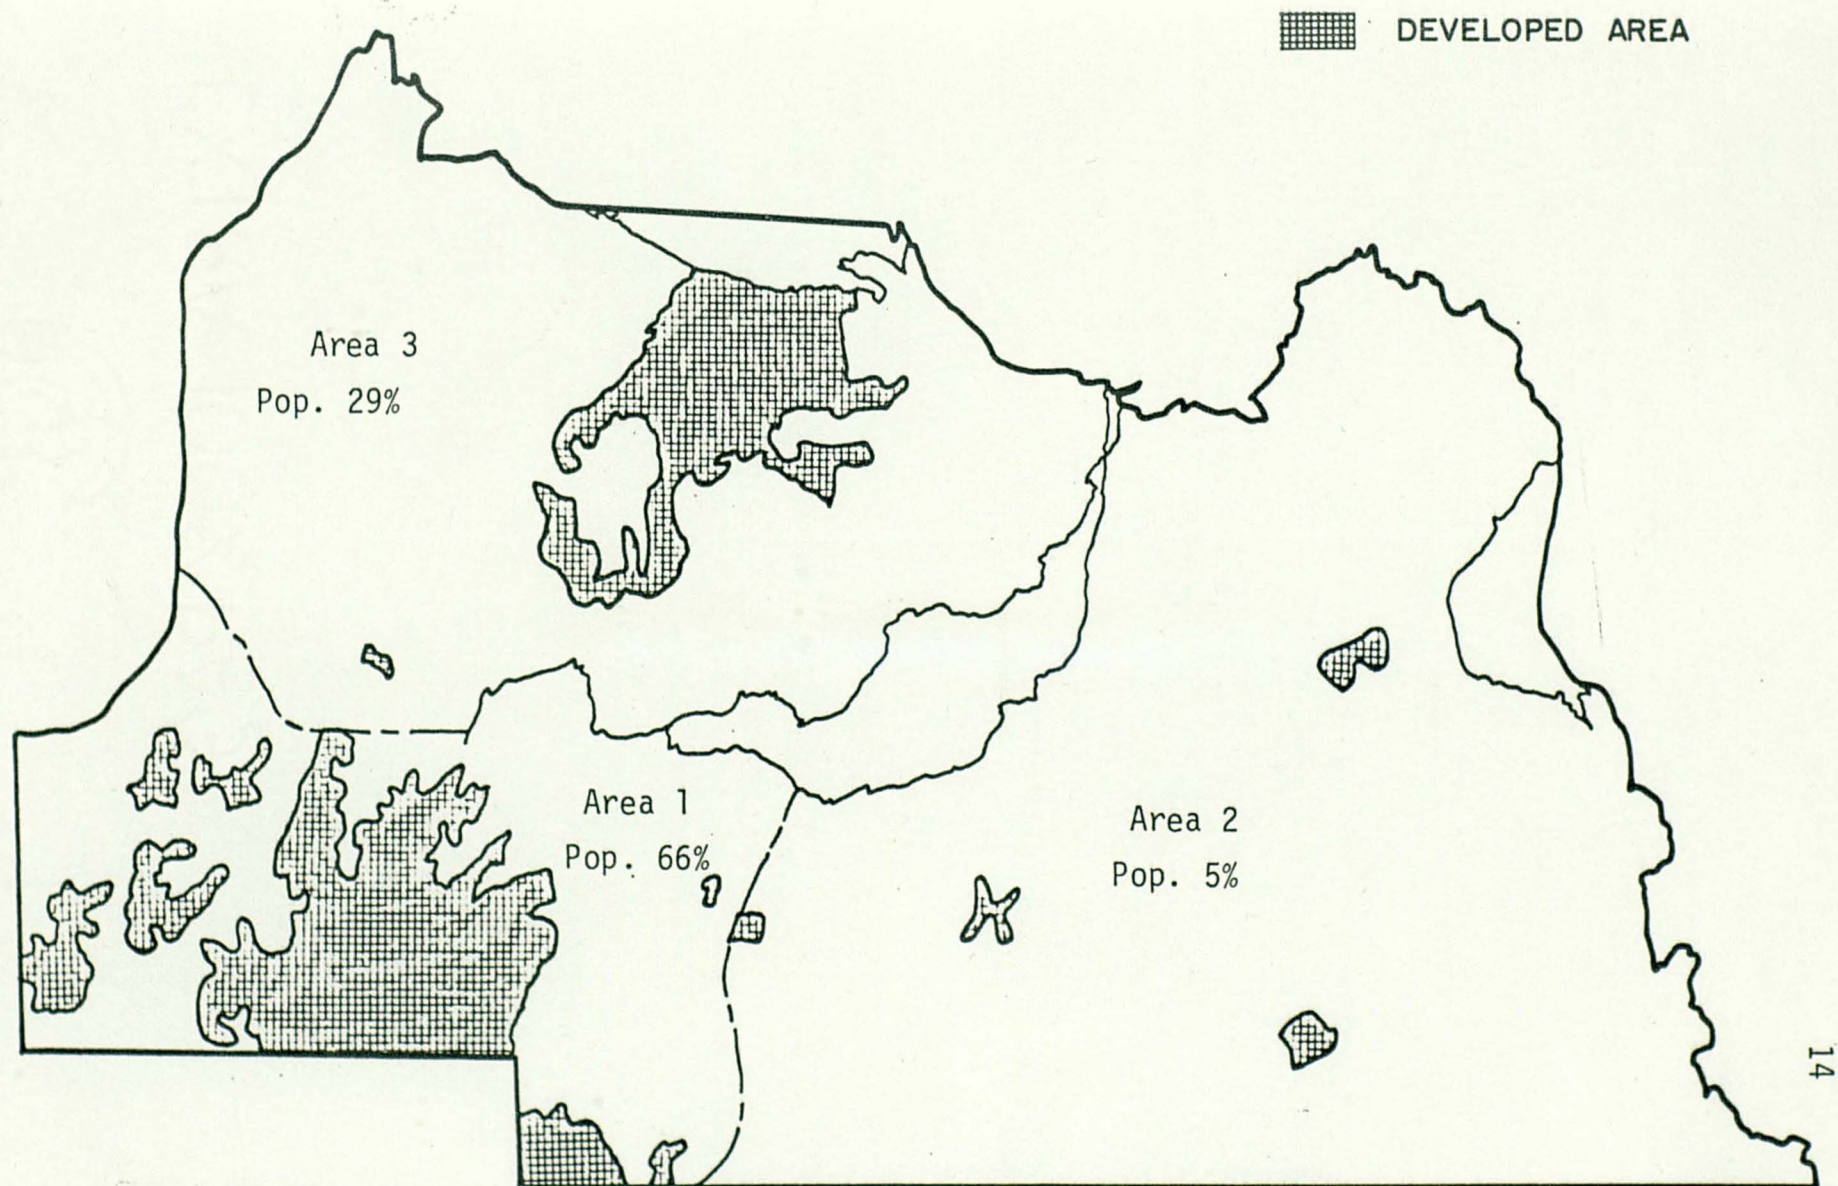 DEVELOPED AREA
Area 3
Pop. 29%
Area 1
Pop. 66%
Area 2
Pop. 5%
14